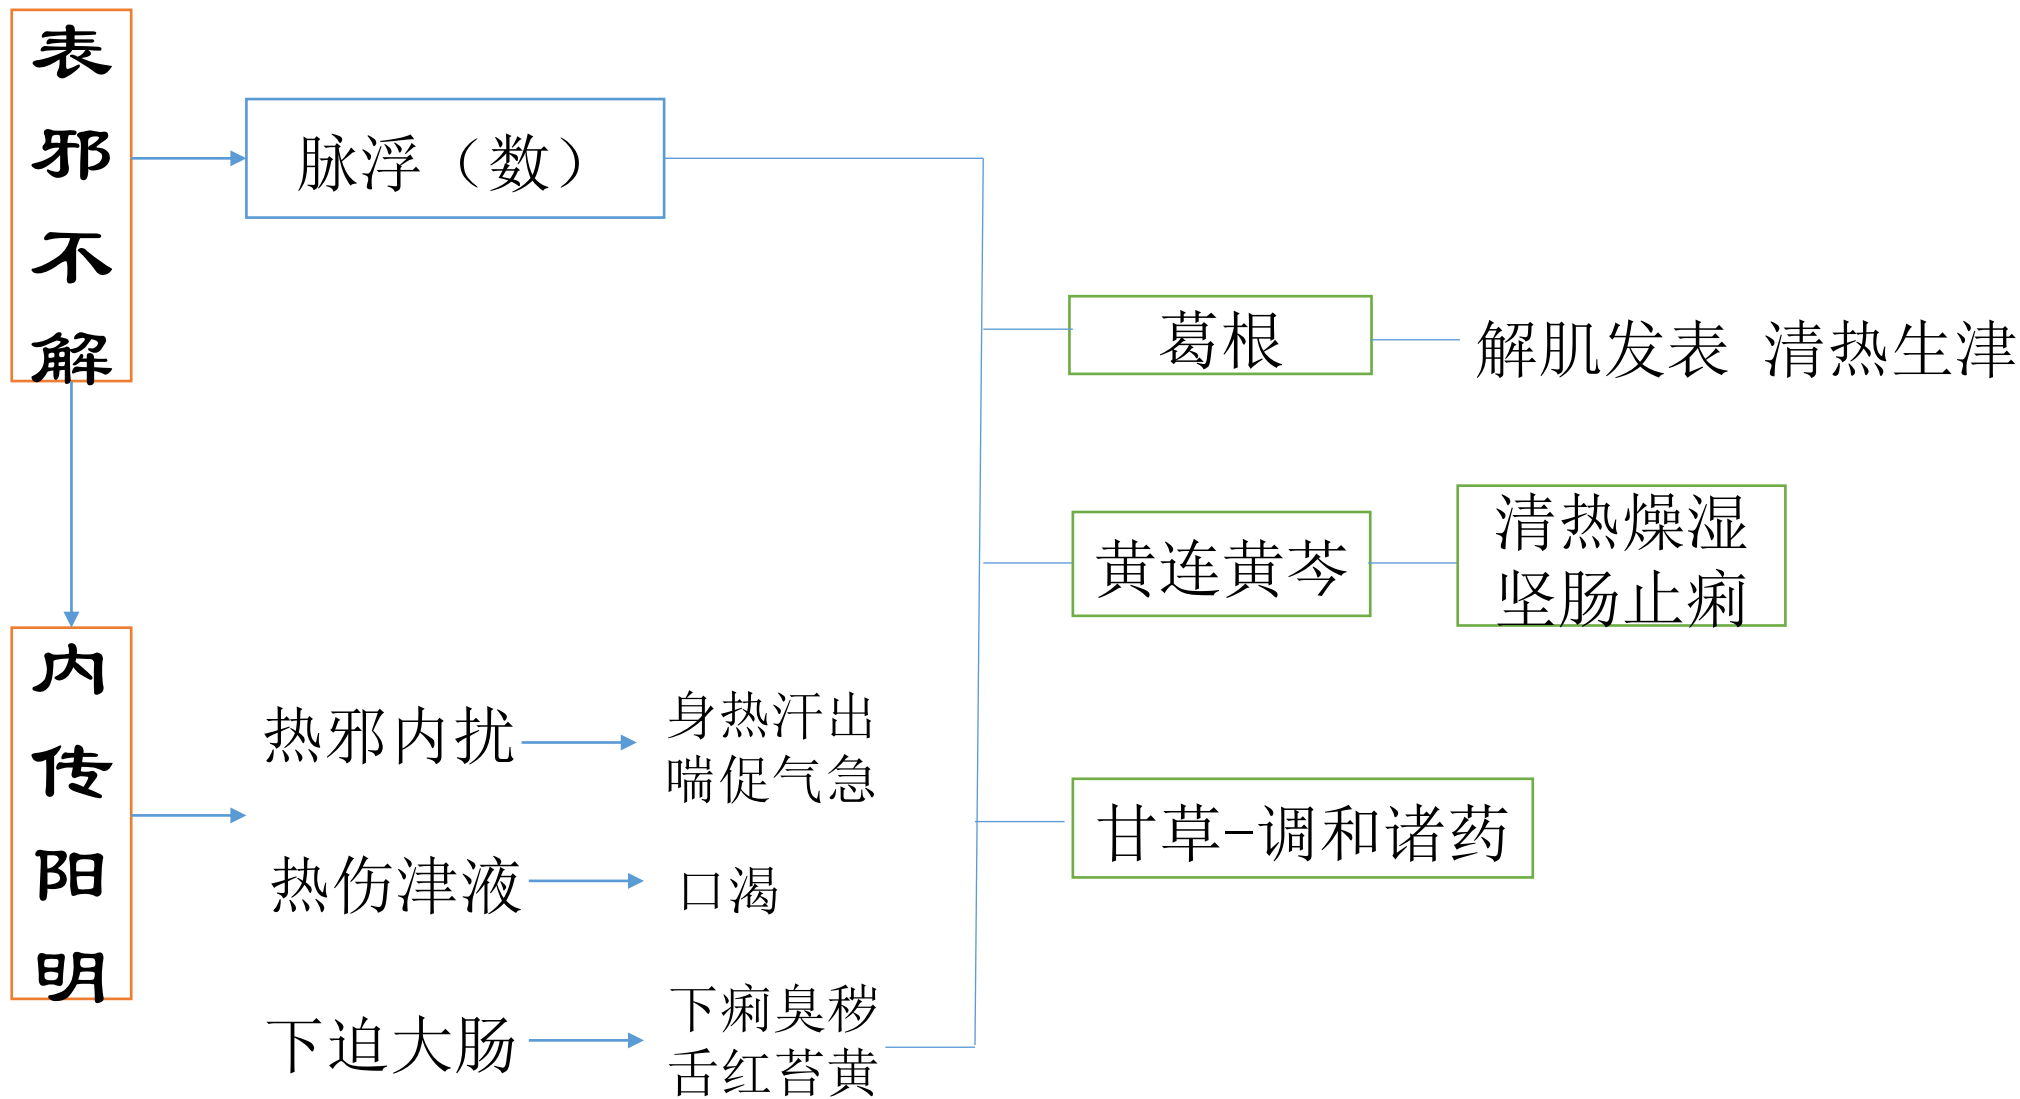 表邪不解
脉浮（数）
葛根
解肌发表 清热生津
黄连黄芩
清热燥湿
坚肠止痢
内传阳明
热邪内扰
身热汗出
喘促气急
甘草-调和诸药
热伤津液
口渴
下迫大肠
下痢臭秽
舌红苔黄